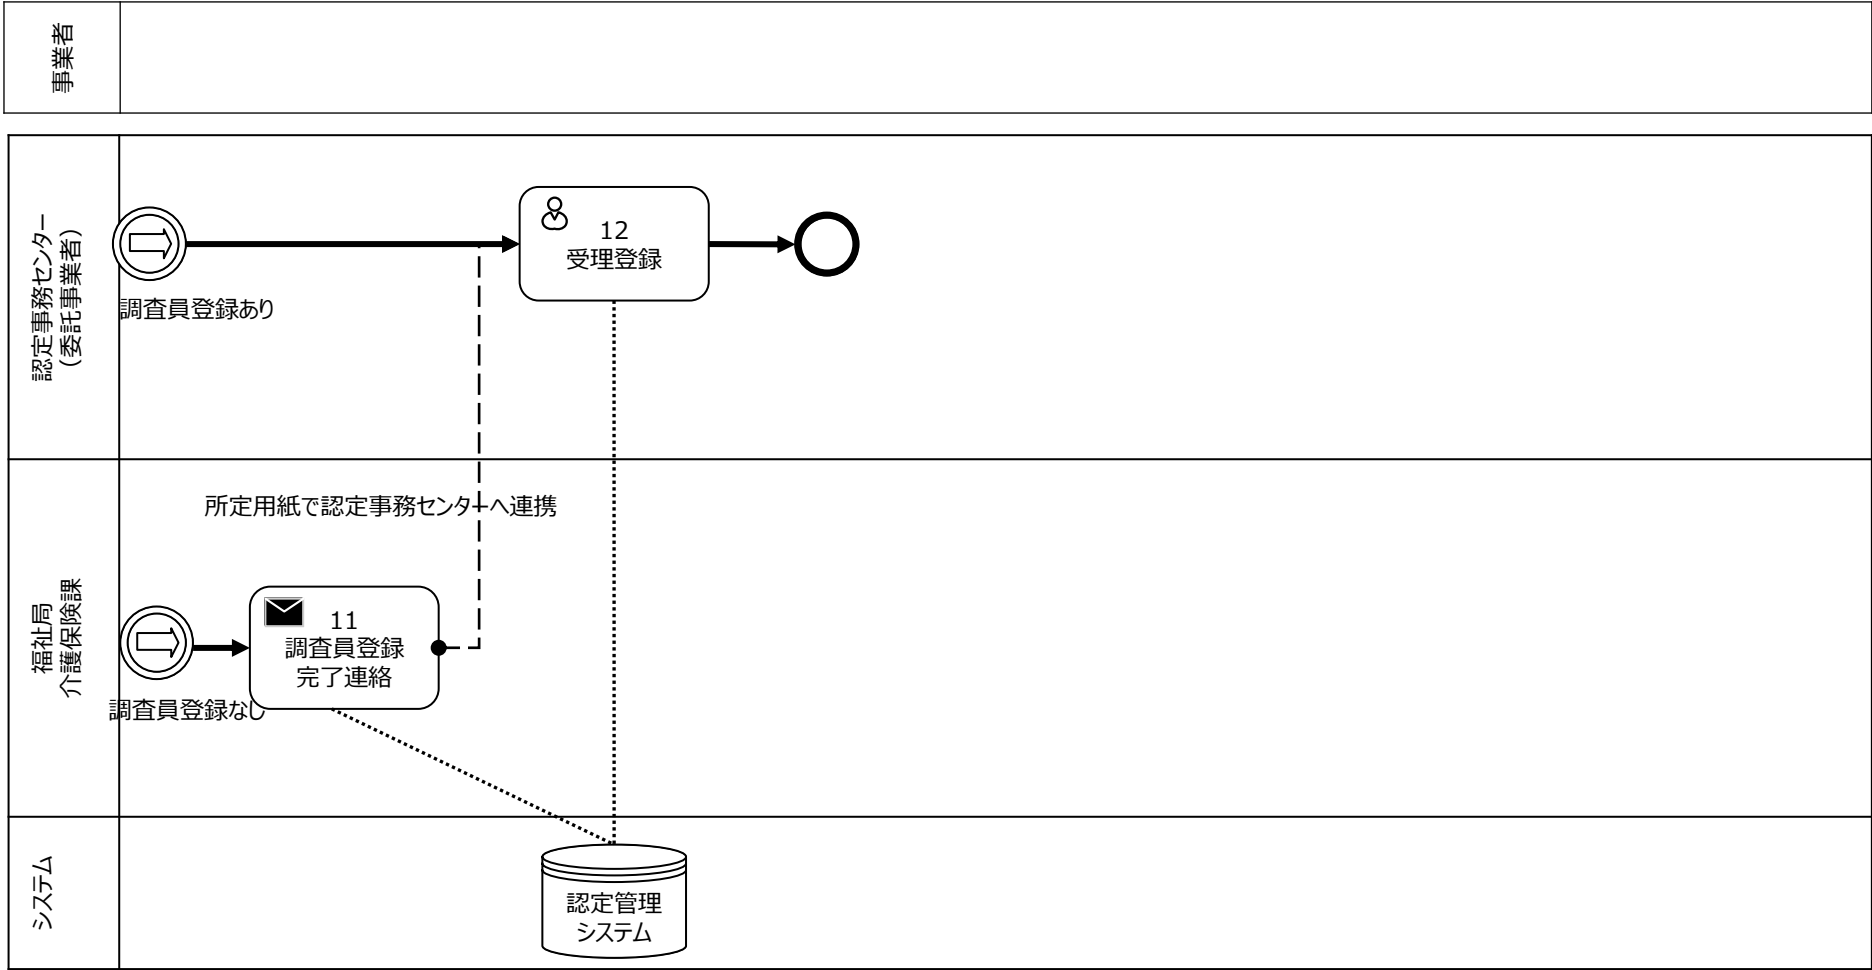 事業者
認定事務センター
（委託事業者）
12
受理登録
調査員登録あり
福祉局
介護保険課
所定用紙で認定事務センターへ連携
11
調査員登録
完了連絡
調査員登録なし
システム
認定管理
システム